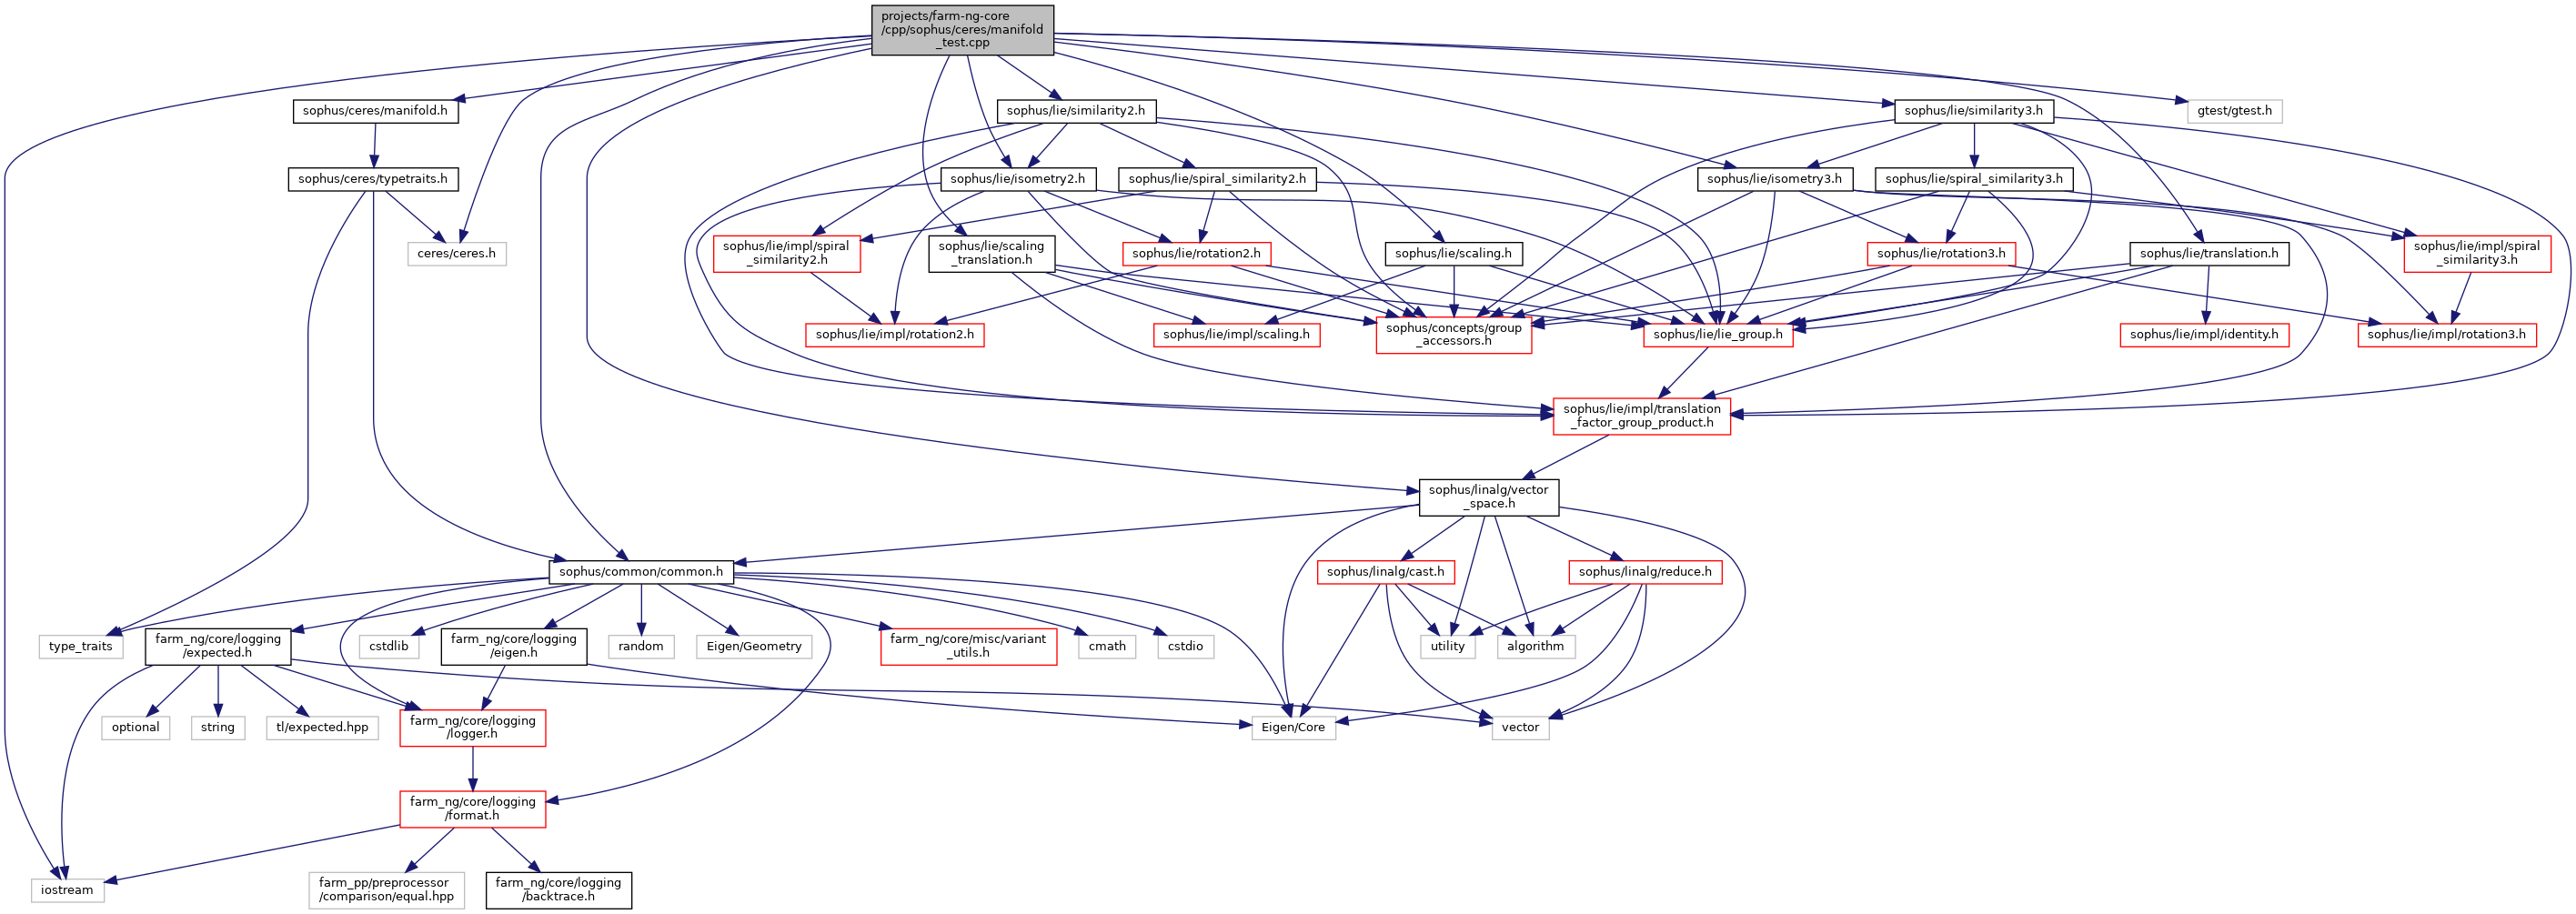 projects/farm-ng-core
/cpp/sophus/ceres/manifold
_test.cpp
sophus/ceres/manifold.h
sophus/lie/similarity2.h
sophus/lie/similarity3.h
gtest/gtest.h
sophus/ceres/typetraits.h
sophus/lie/isometry2.h
sophus/lie/spiral_similarity2.h
sophus/lie/isometry3.h
sophus/lie/spiral_similarity3.h
ceres/ceres.h
sophus/lie/impl/spiral
_similarity2.h
sophus/lie/scaling
_translation.h
sophus/lie/rotation2.h
sophus/lie/scaling.h
sophus/lie/rotation3.h
sophus/lie/translation.h
sophus/lie/impl/spiral
_similarity3.h
sophus/lie/impl/rotation2.h
sophus/lie/impl/scaling.h
sophus/concepts/group
_accessors.h
sophus/lie/lie_group.h
sophus/lie/impl/identity.h
sophus/lie/impl/rotation3.h
sophus/lie/impl/translation
_factor_group_product.h
sophus/linalg/vector
_space.h
sophus/common/common.h
sophus/linalg/cast.h
sophus/linalg/reduce.h
type_traits
farm_ng/core/logging
/expected.h
cstdlib
farm_ng/core/logging
/eigen.h
random
Eigen/Geometry
farm_ng/core/misc/variant
_utils.h
cmath
cstdio
utility
algorithm
optional
string
tl/expected.hpp
farm_ng/core/logging
/logger.h
Eigen/Core
vector
farm_ng/core/logging
/format.h
iostream
farm_pp/preprocessor
/comparison/equal.hpp
farm_ng/core/logging
/backtrace.h